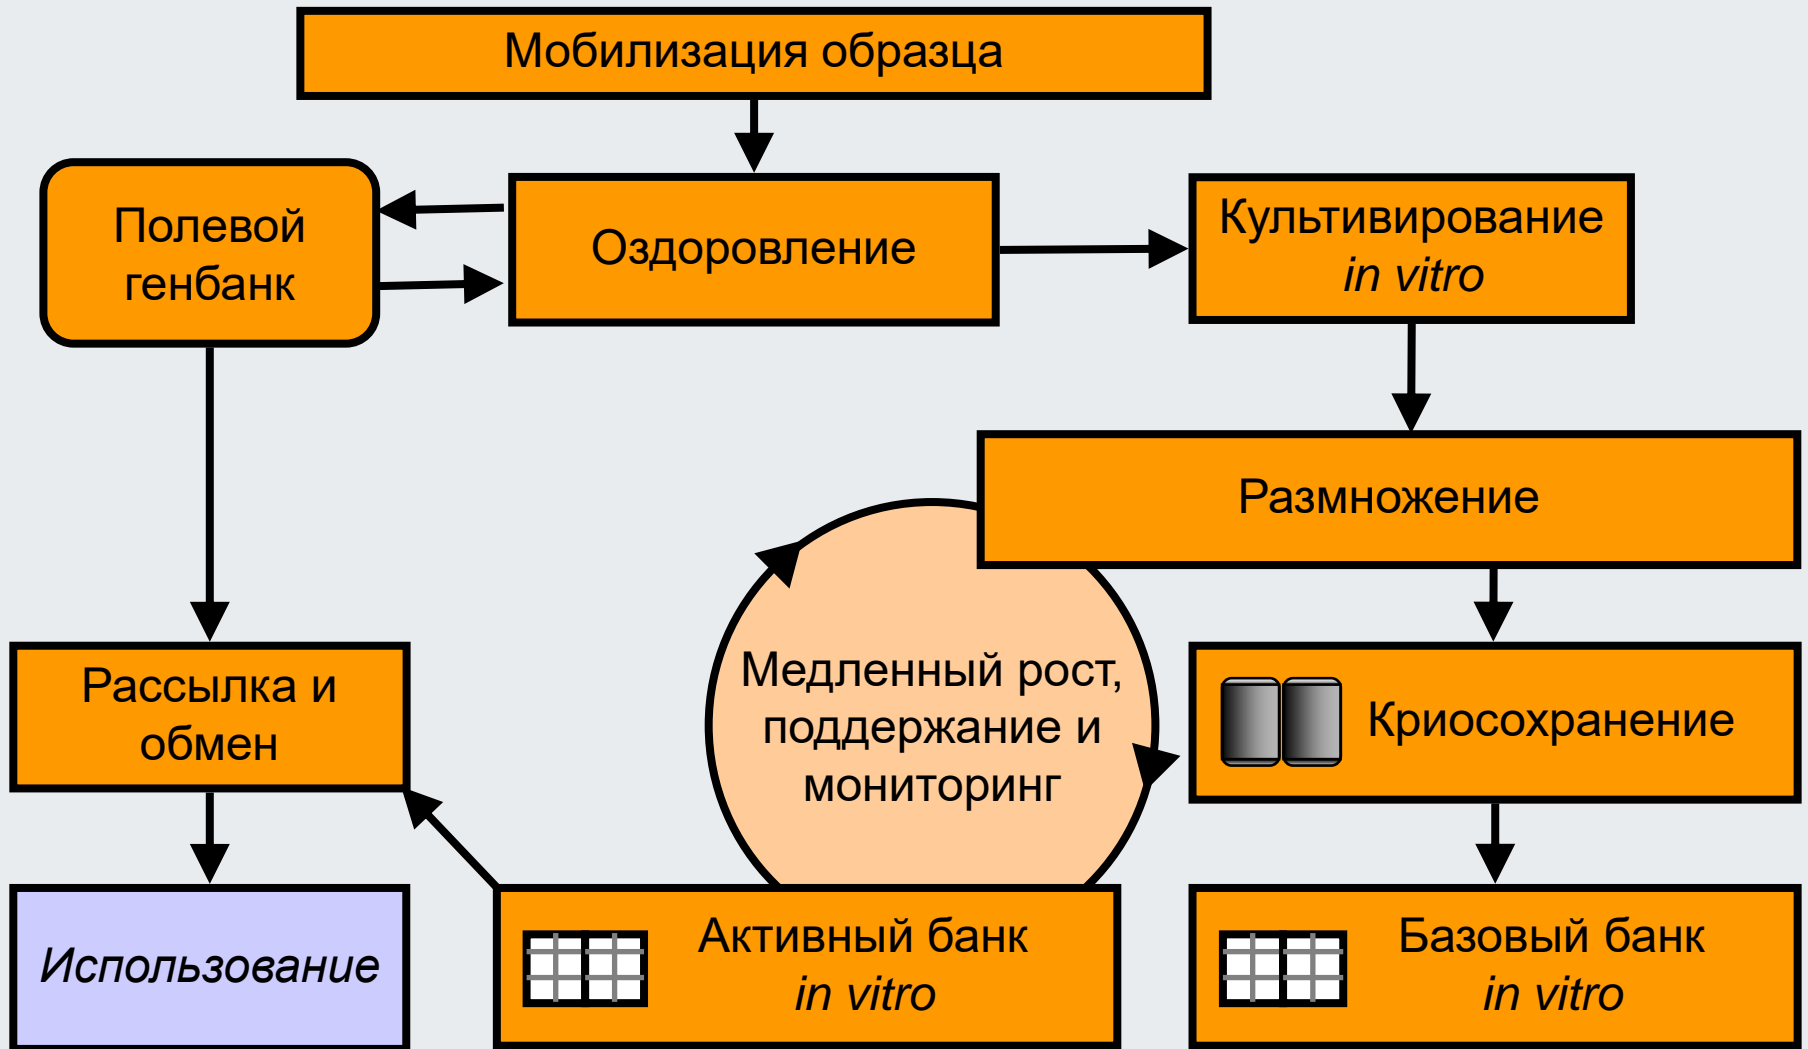 Мобилизация образца
Полевой
генбанк
Оздоровление
Культивирование
in vitro
Размножение
Медленный рост,
поддержание и
мониторинг
Рассылка и
обмен
Криосохранение
Использование
Активный банк
in vitro
Базовый банк
in vitro